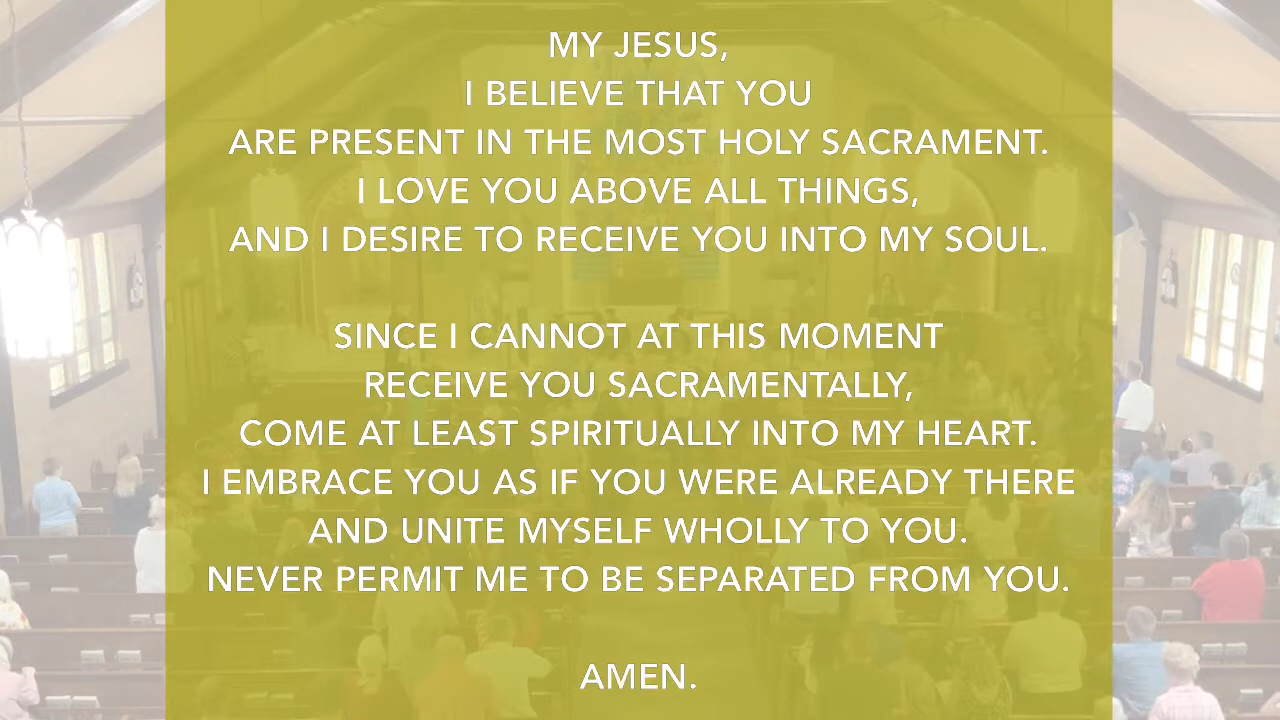 MY JESUS,
I BELIEVE THAT YOU
ARE PRESENT IN THE MOST HOLY SACRAMENT.
I LOVE YOU ABOVE ALL THINGS,
AND I DESIRE TO RECEIVE YOU INTO MY SOUL.
SINCE I CANNOT AT THIS MOMENT
RECEIVE YOU SACRAMENTALLY,
COME AT LEAST SPIRITUALLY INTO MY HEART.
I EMBRACE YOU AS IF YOU WERE ALREADY THERE
AND UNITE MYSELF WHOLLY TO YOU.
NEVER PERMIT ME TO BE SEPARATED FROM YOU.
AMEN.